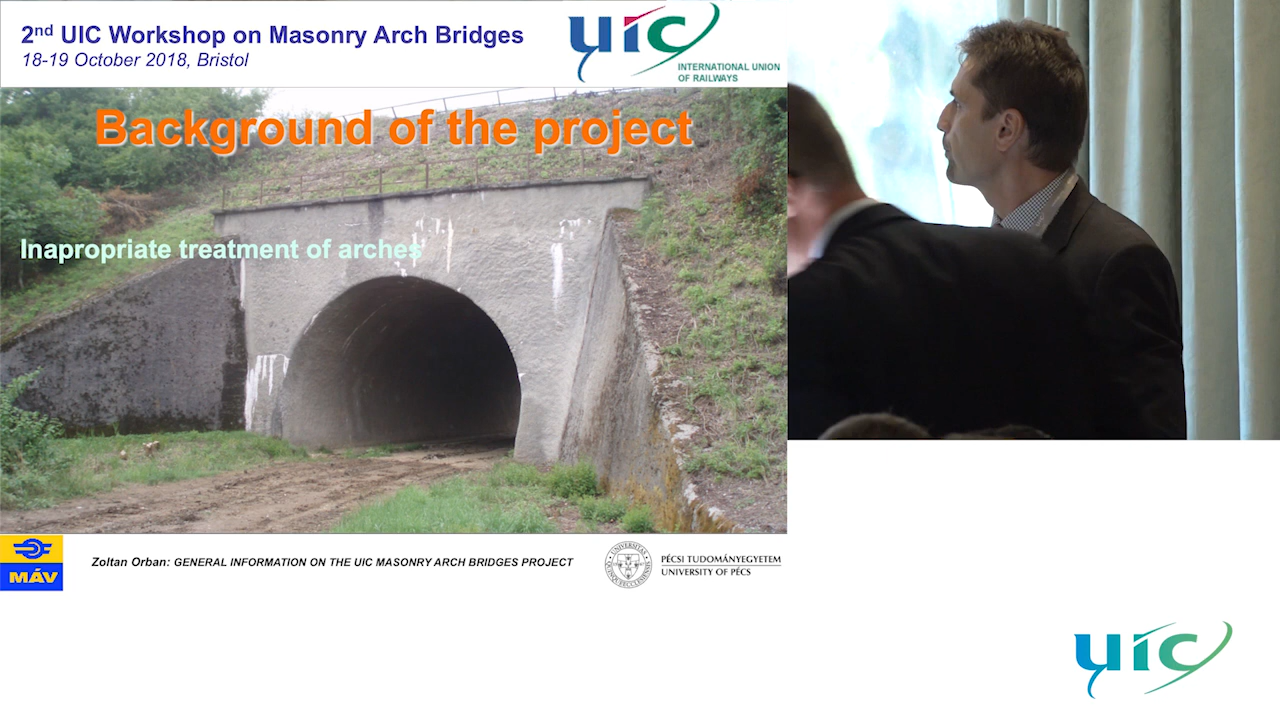 2nd UIC Workshop on Masonry Arch Bridges
18-19 October 2018, Bristol
uic
INTERNATIONAL UNION
OF RAILWAYS
Background of the project
Inapropriate treatment of arches
MÁV
Zoltan Orban: GENERAL INFORMATION ON THE UIC MASONRY ARCH BRIDGES PROJECT
PÉCSI TUDOMÁNYEGYETEM
UNIVERSITY OF PÉCS
uic